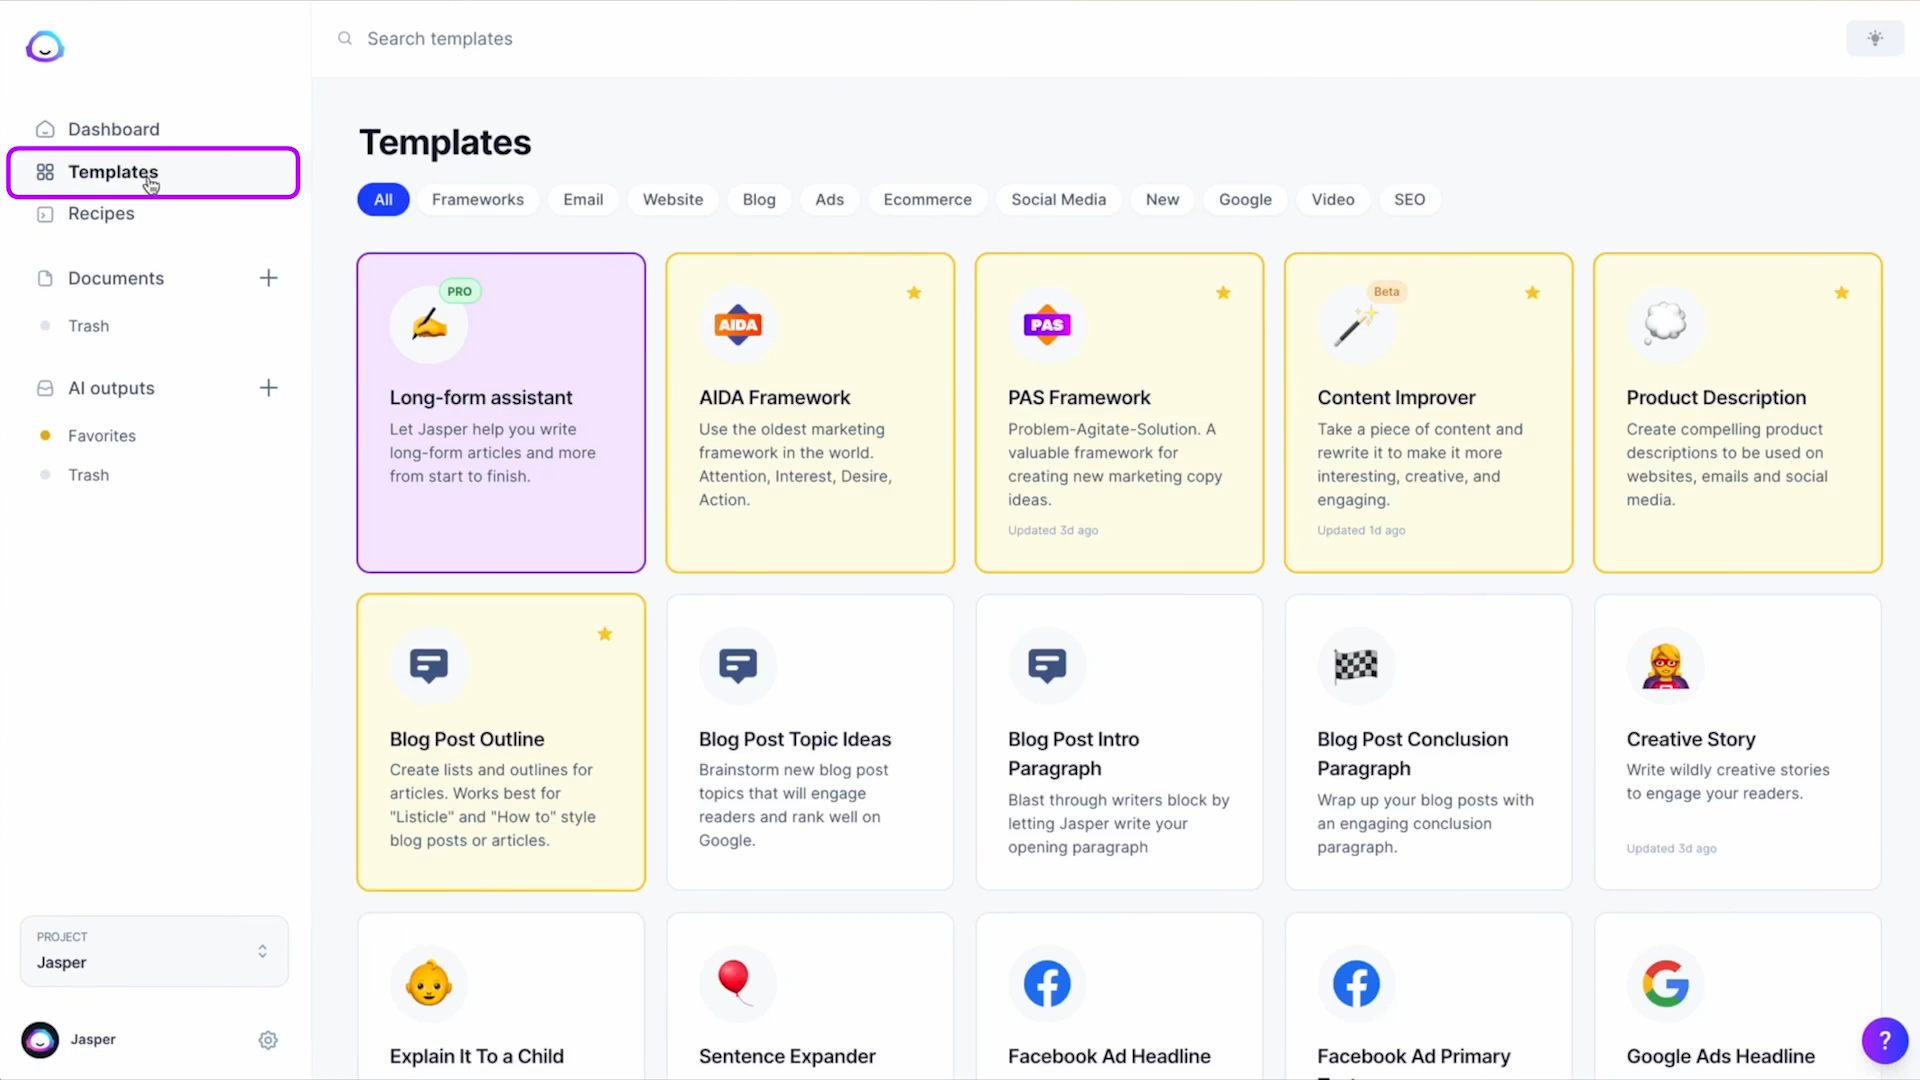 Search templates
Dashboard
Templates
Recipes
Documents
Trash
AI outputs
Favorites
Trash
PROJECT
Jasper
Jasper
Templates
All
Frameworks
Email
Website
Blog
Ads
Ecommerce
Social Media
New
Google
Video
SEO
PRO
Long-form assistant
Let Jasper help you write
long-form articles and more
from start to finish.
AIDA
AIDA Framework
Use the oldest marketing
framework in the world.
Attention, Interest, Desire,
Action.
PAS
PAS Framework
Problem-Agitate-Solution. A
valuable framework for
creating new marketing copy
ideas.
Updated 3d ago
Beta
Content Improver
Take a piece of content and
rewrite it to make it more
interesting, creative, and
engaging.
Updated 1d ago
Product Description
Create compelling product
descriptions to be used on
websites, emails and social
media.
Blog Post Outline
Create lists and outlines for
articles. Works best for
"Listicle" and "How to" style
blog posts or articles.
Blog Post Topic Ideas
Brainstorm new blog post
topics that will engage
readers and rank well on
Google.
Blog Post Intro
Paragraph
Blast through writers block by
letting Jasper write your
opening paragraph
Blog Post Conclusion
Paragraph
Wrap up your blog posts with
an engaging conclusion
paragraph.
Creative Story
Write wildly creative stories
to engage your readers.
Updated 3d ago
Explain It To a Child
Sentence Expander
Facebook Ad Headline
Facebook Ad Primary
Google Ads Headline
?